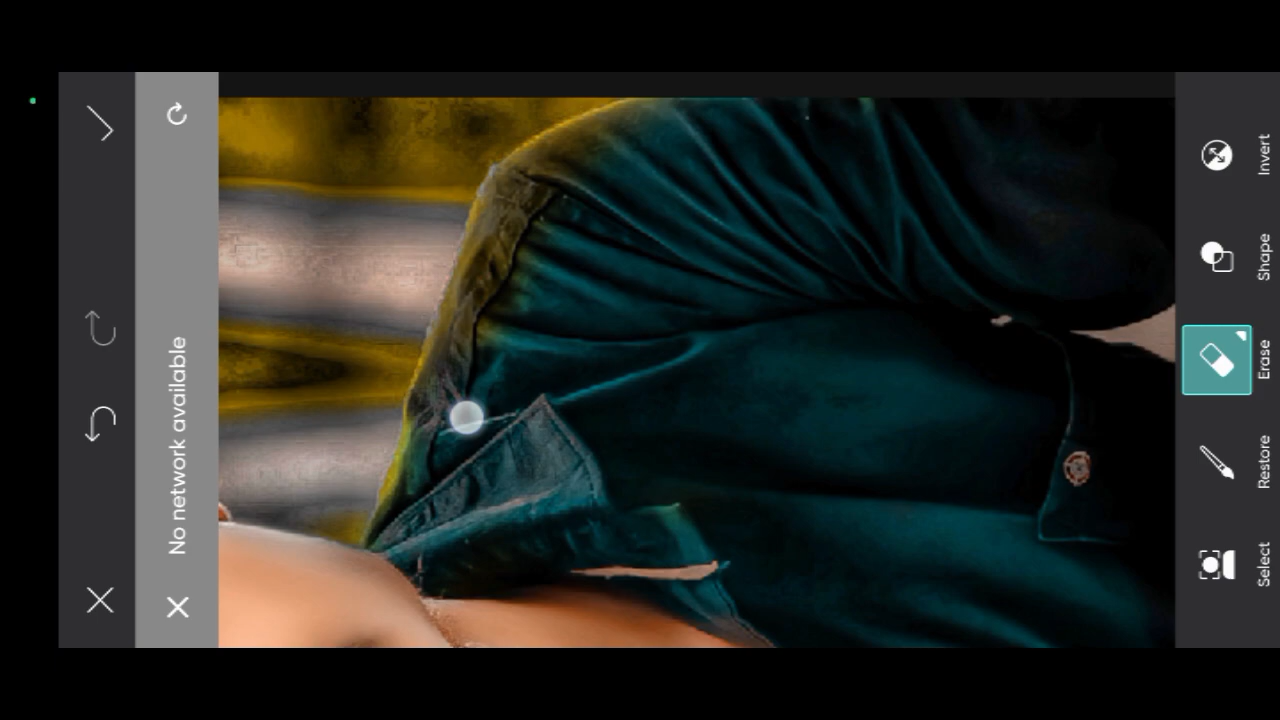 No network available
Select
Restore
Erase
Shape
Invert